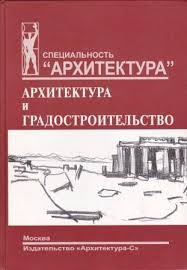 СПЕЦИАЛЬНОСТЬ
"АРХИТЕКТУРА"
АРХИТЕКТУРА
И
ГРАДОСТРОИТЕЛЬСТВО
Москва
Издательство «Архитектура-С»